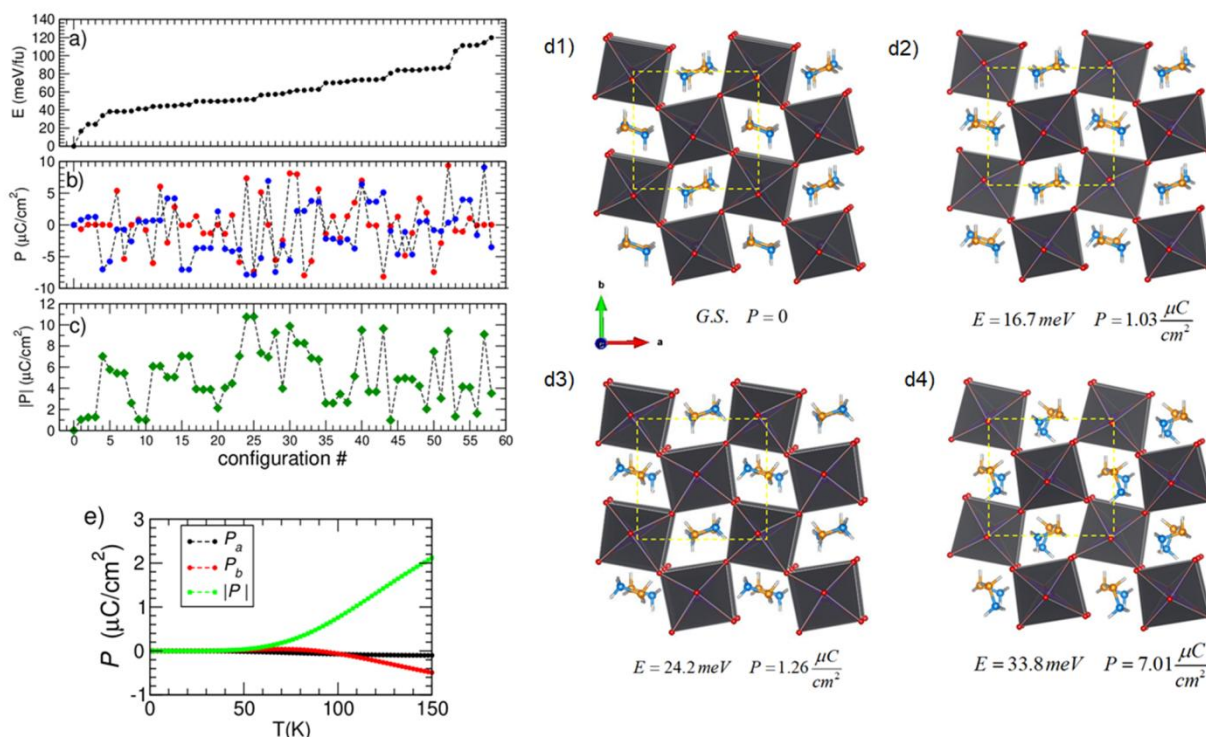 a)
E (meV/fu)
140
120
100
80
60
40
20
0
b)
P (μC/cm²)
10
5
0
-5
-10
c)
|P| (μC/cm²)
12
10
8
6
4
2
0
0 5 10 15 20 25 30 35 40 45 50 55 60
configuration #
d1)
b
a
G.S. P = 0
d2)
E = 16.7 meV P = 1.03 μC/cm²
d3)
E = 24.2 meV P = 1.26 μC/cm²
d4)
E = 33.8 meV P = 7.01 μC/cm²
e)
P (μC/cm²)
3
2
1
0
-1
Pₐ
P_b
|P|
0 50 100 150
T(K)